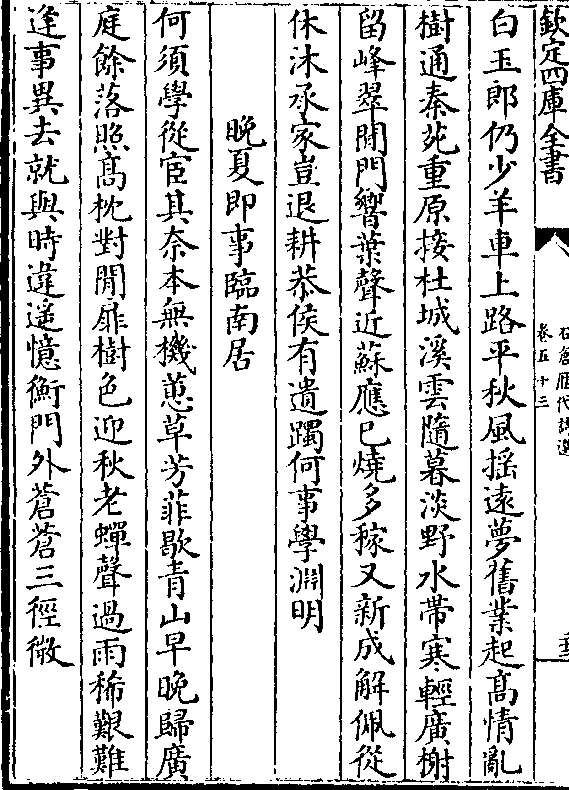 欽定四庫全書
石倉歴代詩選
卷五十三
白玉郎仍少羊車上路平秋風揺遠夢舊業起髙情亂
樹通秦苑重原接杜城溪雲隨暮淡野水帶寒輕廣榭
留峰翠閒門響葉聲近蘇應已燒多稼又新成解佩從
休沐承家豈退耕恭侯有遺躅何事學淵明
晩夏即事臨南居
何須學從宦其奈本無機蕙草芳菲歇青山早晩歸廣
庭餘落照髙枕對閒扉樹色迎秋老蟬聲過雨稀艱難
逢事異去就與時違遥憶衡門外蒼蒼三徑微